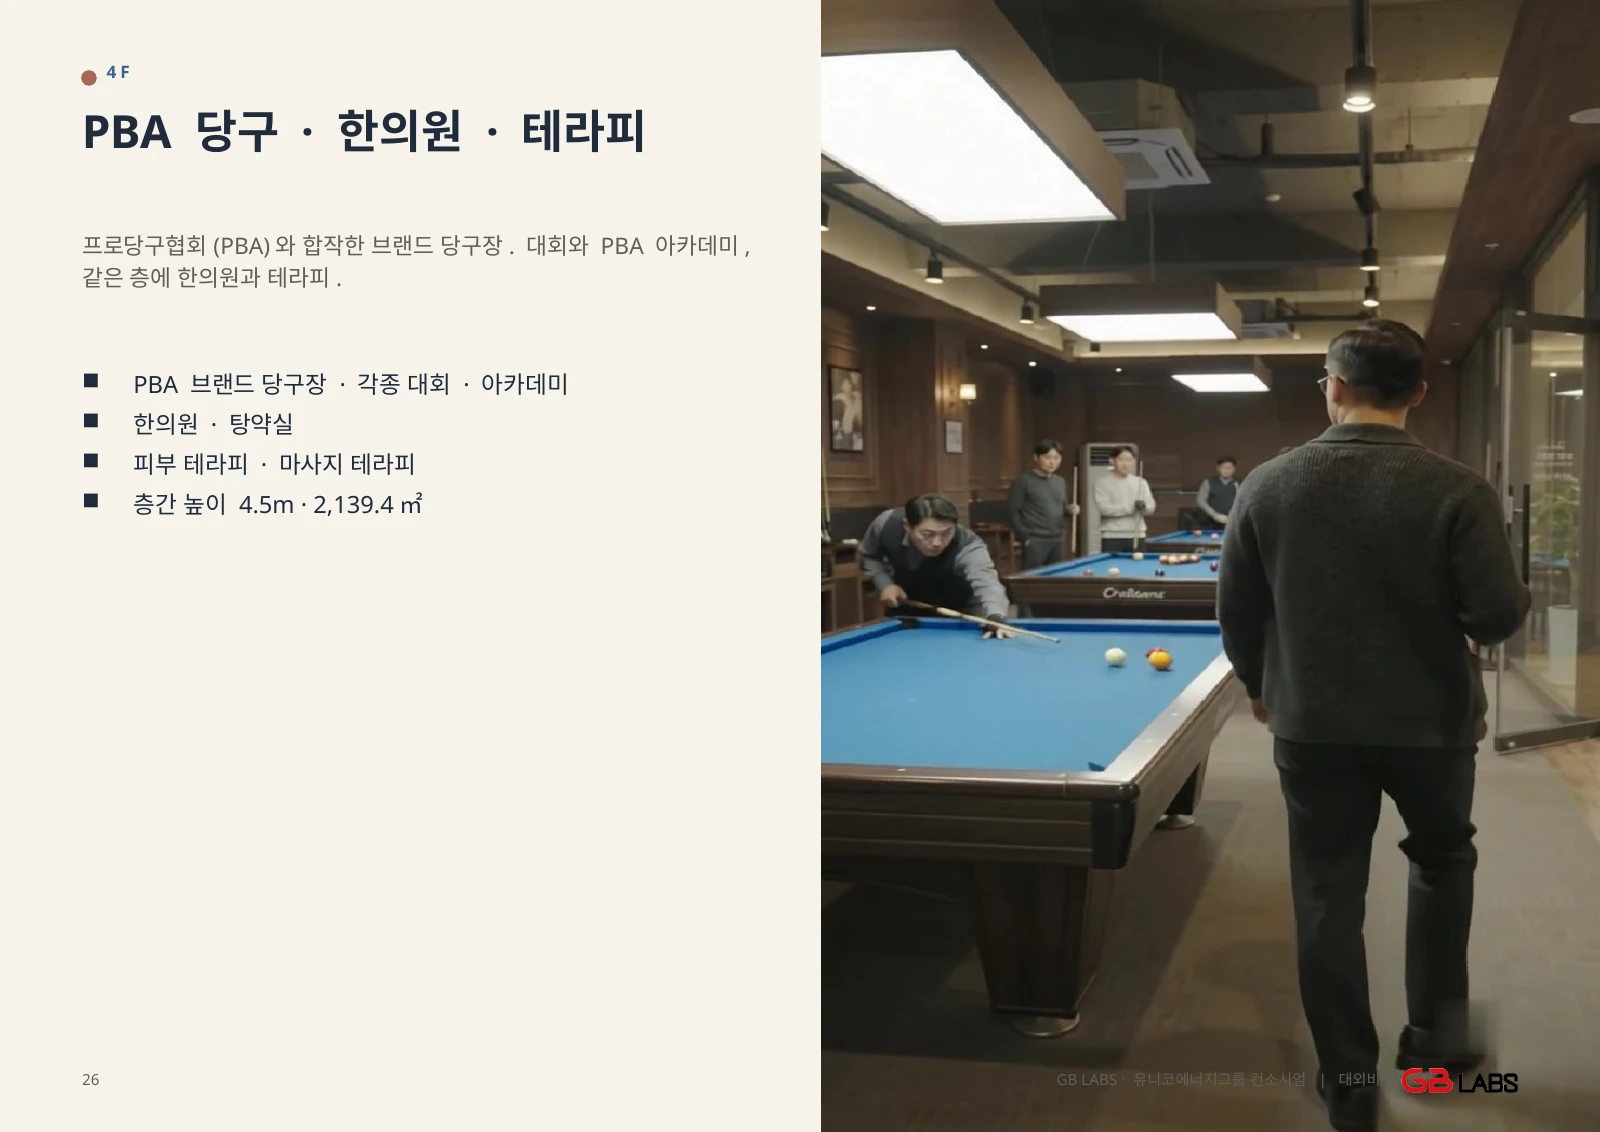 4F
PBA 당구 · 한의원 · 테라피
프로당구협회 (PBA) 와 합작한 브랜드 당구장 . 대회와 PBA 아카데미 ,
같은 층에 한의원과 테라피 .
■ PBA 브랜드 당구장 · 각종 대회 · 아카데미
■ 한의원 · 탕약실
■ 피부 테라피 · 마사지 테라피
■ 층간 높이 4.5m · 2,139.4 ㎡
26
GB LABS · 유니코에너지그룹 컨소시엄 | 대외비
GB LABS